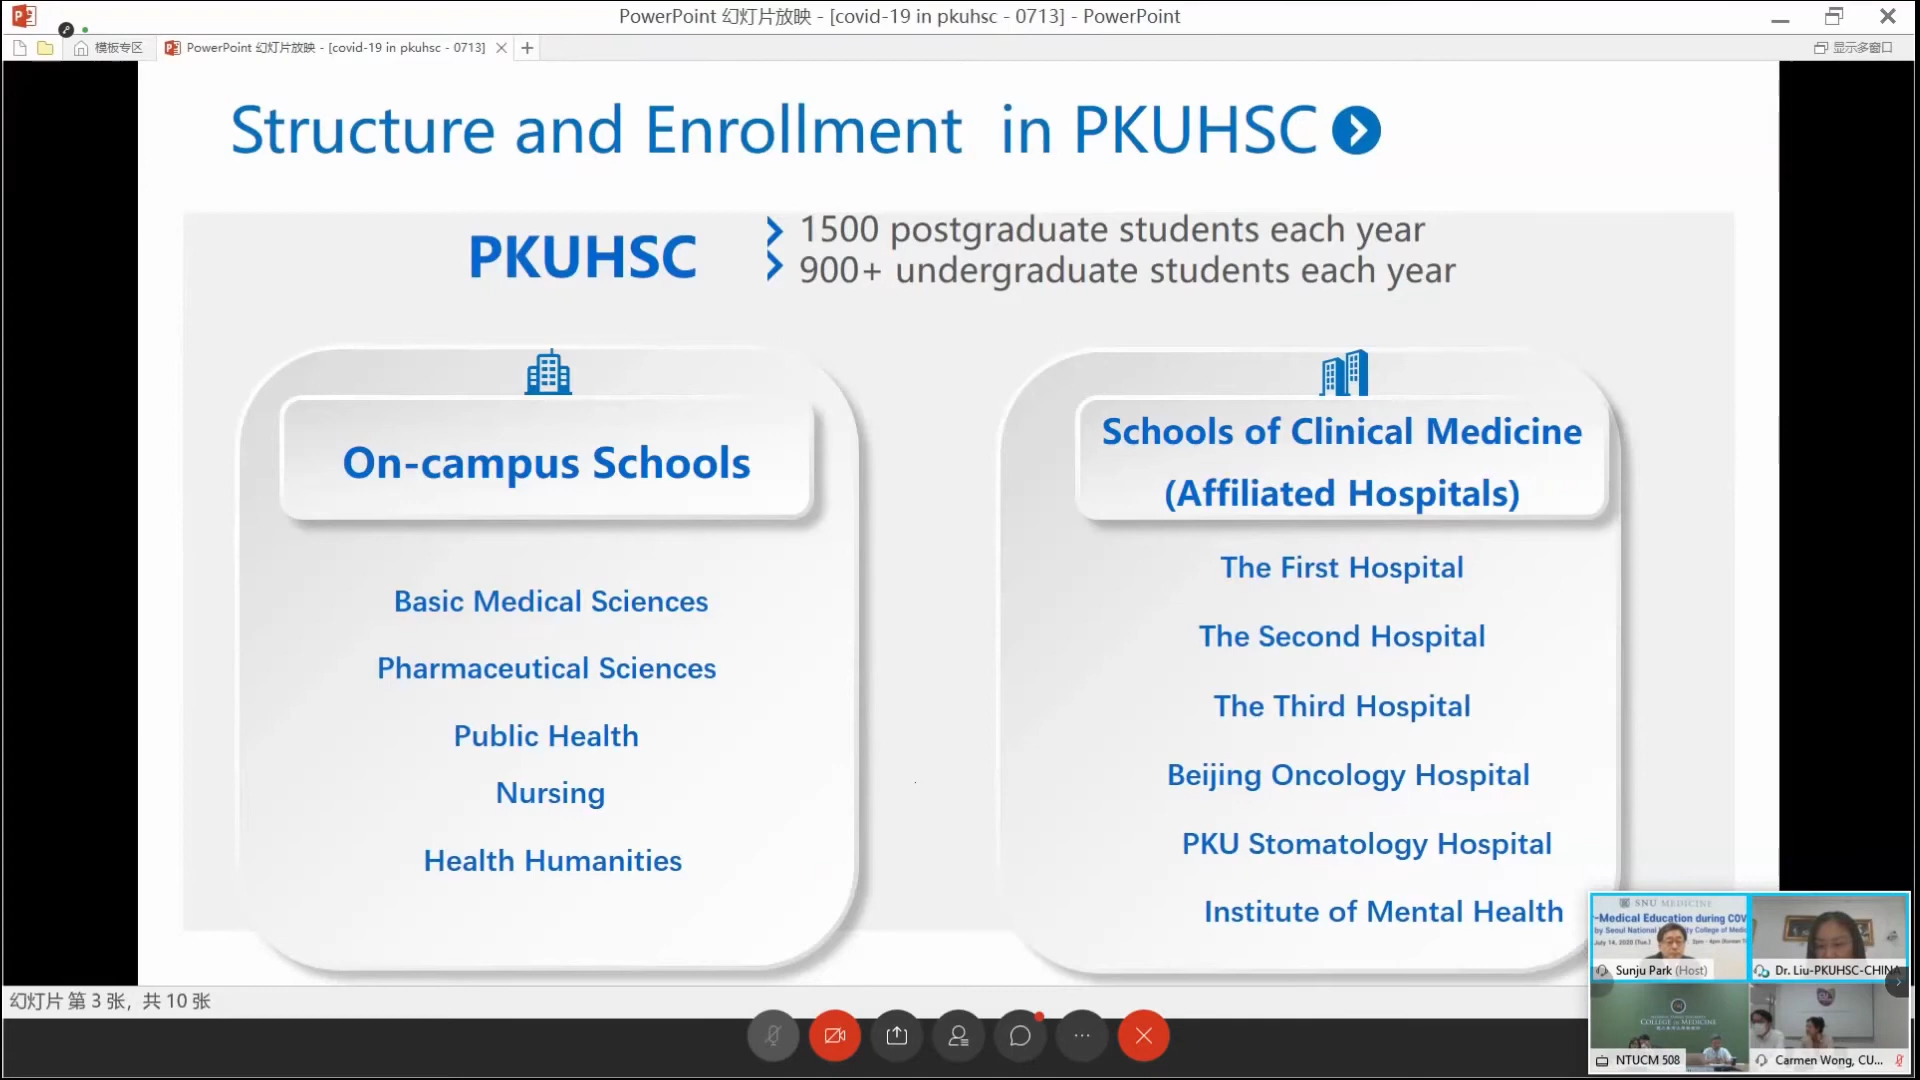 PowerPoint 幻灯片放映 - [covid-19 in pkuhsc - 0713] - PowerPoint
模板专区
PowerPoint 幻灯片放映 - [covid-19 in pkuhsc - 0713]
显示多窗口
Structure and Enrollment in PKUHSC
PKUHSC
1500 postgraduate students each year
900+ undergraduate students each year
On-campus Schools
Basic Medical Sciences
Pharmaceutical Sciences
Public Health
Nursing
Health Humanities
Schools of Clinical Medicine
(Affiliated Hospitals)
The First Hospital
The Second Hospital
The Third Hospital
Beijing Oncology Hospital
PKU Stomatology Hospital
Institute of Mental Health
SNU MEDICINE
-Medical Education during COV
by Seoul National University College of Medi
July 14, 2020 (Tue.)
Sunju Park (Host)
Dr. Liu-PKUHSC-CHINA
COLLEGE OF MEDICINE
NTUCM 508
Carmen Wong, CU...
幻灯片 第 3 张，共 10 张